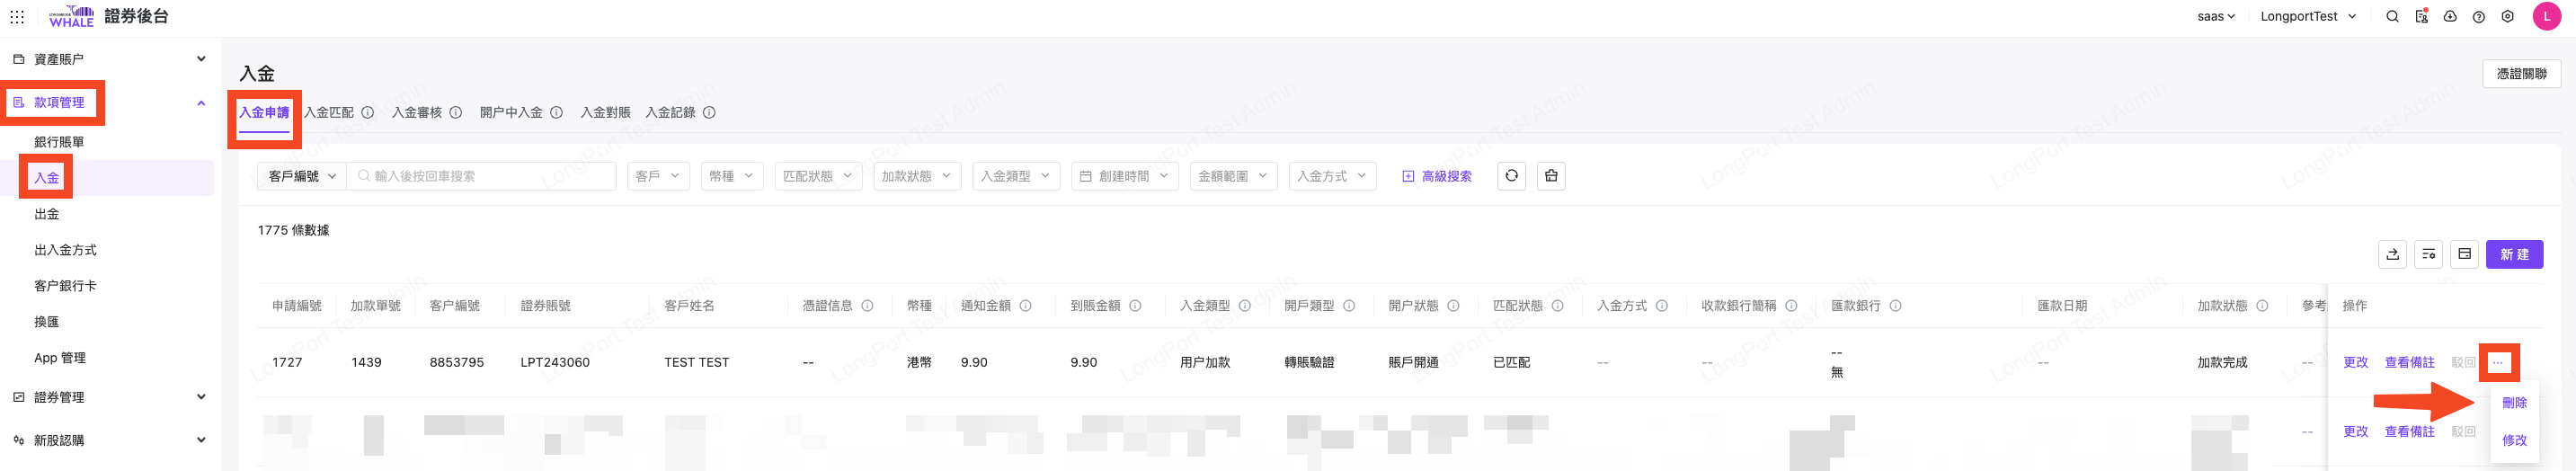 WHALE 證券後台
saas
LongportTest
L
資產賬户
款項管理
銀行賬單
入金
出金
出入金方式
客户銀行卡
換匯
App 管理
證券管理
新股認購
入金
憑證關聯
入金申請 入金匹配 入金審核 開户中入金 入金對賬 入金記錄
客戶編號 輸入後按回車搜索 客戶 幣種 匹配狀態 加款狀態 入金類型 創建時間 金額範圍 入金方式 高級搜索
1775 條數據
新 建
申請編號 加款單號 客户編號 證券賬號 客戶姓名 憑證信息 幣種 通知金額 到賬金額 入金類型 開戶類型 開户狀態 匹配狀態 入金方式 收款銀行簡稱 匯款銀行 匯款日期 加款狀態 參考 操作
1727 1439 8853795 LPT243060 TEST TEST -- 港幣 9.90 9.90 用户加款 轉賬驗證 賬戶開通 已匹配 -- -- -- -- 加款完成 -- 更改 查看備註 駁回 ...
無
刪除
-- 更改 查看備註 駁回
修改
LongPort Test Admin